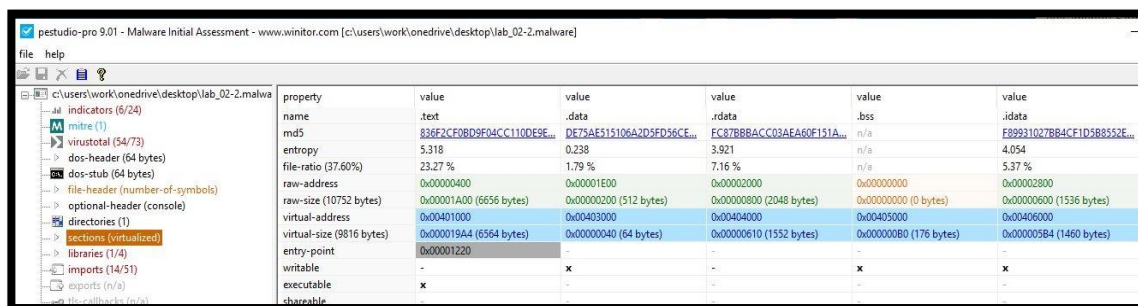 pestudio-pro 9.01 - Malware Initial Assessment - www.winitor.com [c:\users\work\onedrive\desktop\lab_02-2.malware]
file help
c:\users\work\onedrive\desktop\lab_02-2.malwa
indicators (6/24)
mitre (1)
virustotal (54/73)
dos-header (64 bytes)
dos-stub (64 bytes)
file-header (number-of-symbols)
optional-header (console)
directories (1)
sections (virtualized)
libraries (1/4)
imports (14/51)
exports (n/a)
tls-callbacks (n/a)
property value value value value value
name .text .data .rdata .bss .idata
md5 836F2CF0BD9F04CC110DE9E... DE75AE515106A2D5FD56CE... FC87BBBACC03AEA60F151A... n/a F89931027BB4CF1D5B8552E...
entropy 5.318 0.238 3.921 n/a 4.054
file-ratio (37.60%) 23.27 % 1.79 % 7.16 % n/a 5.37 %
raw-address 0x00000400 0x00001E00 0x00002000 0x00000000 0x00002800
raw-size (10752 bytes) 0x00001A00 (6656 bytes) 0x00000200 (512 bytes) 0x00000800 (2048 bytes) 0x00000000 (0 bytes) 0x00000600 (1536 bytes)
virtual-address 0x00401000 0x00403000 0x00404000 0x00405000 0x00406000
virtual-size (9816 bytes) 0x000019A4 (6564 bytes) 0x00000040 (64 bytes) 0x00000610 (1552 bytes) 0x000000B0 (176 bytes) 0x000005B4 (1460 bytes)
entry-point 0x00001220 - - - -
writable - x - x x
executable x - - - -
shareable - - - - -